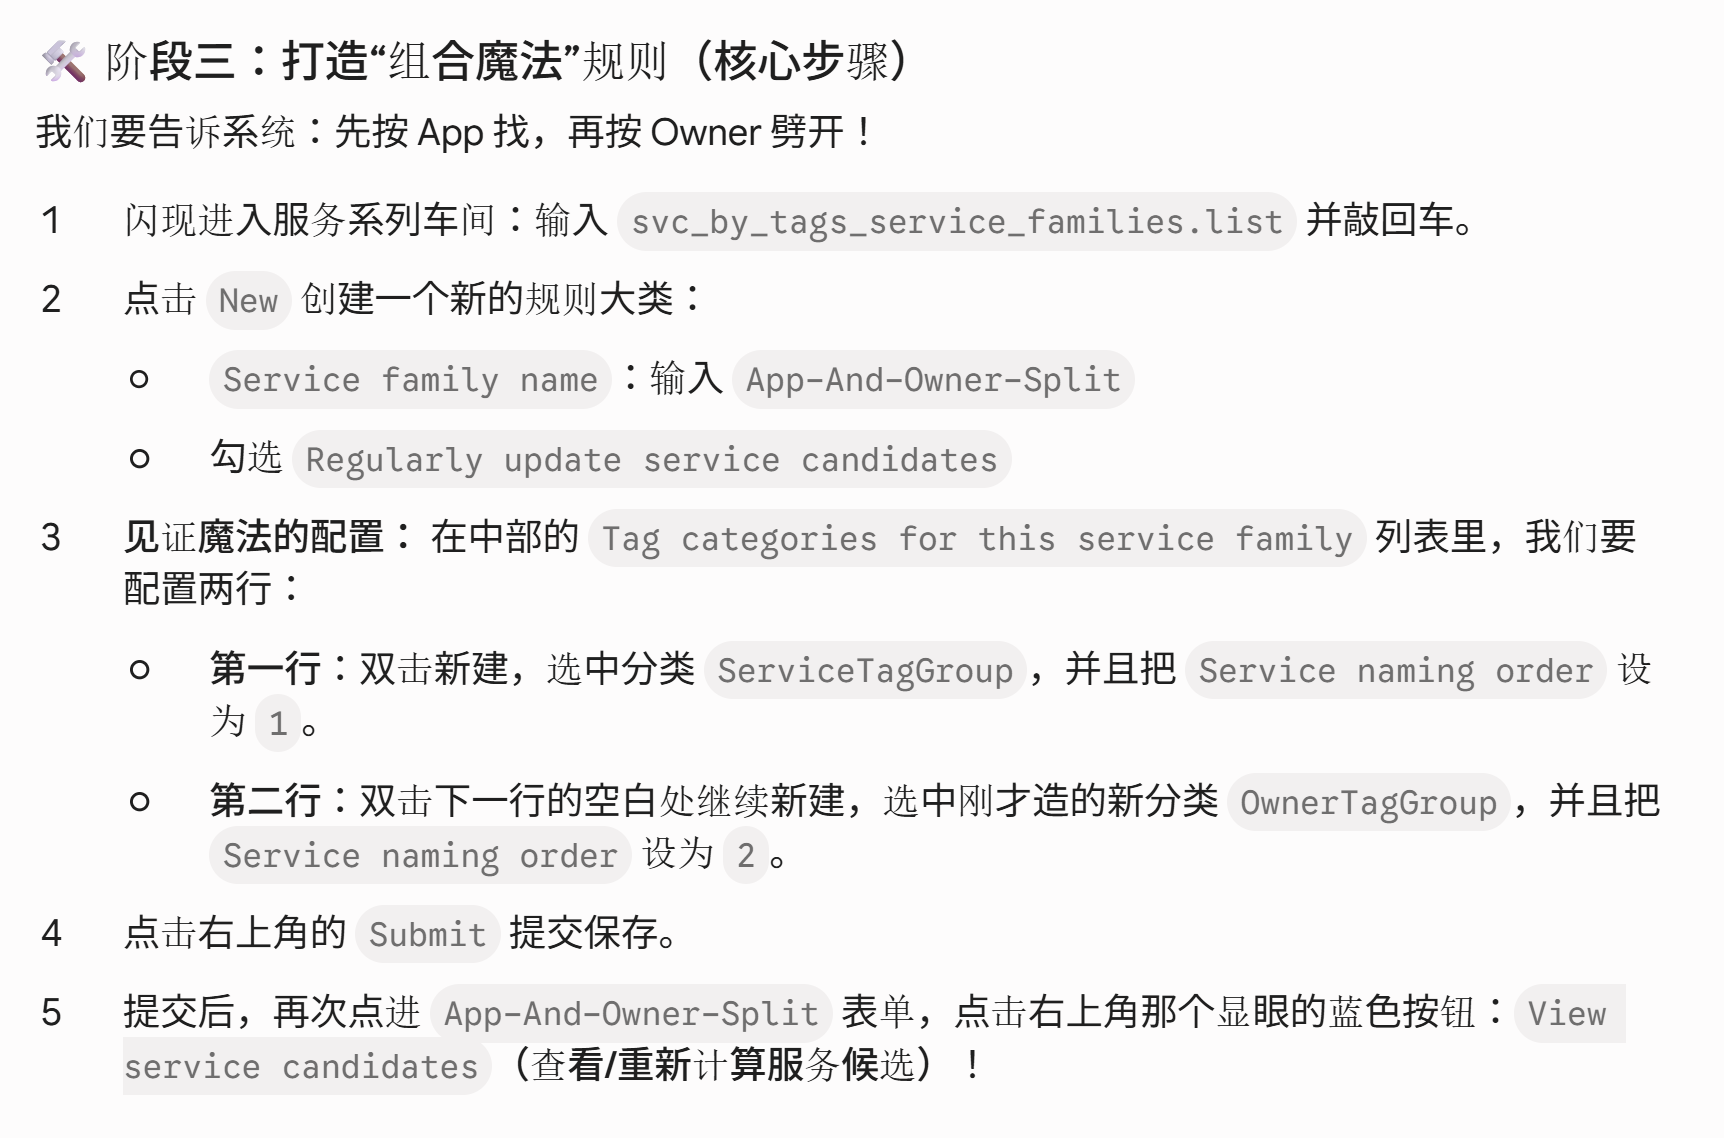 🛠️ 阶段三：打造“组合魔法”规则（核心步骤）
我们要告诉系统：先按 App 找，再按 Owner 劈开！
1 闪现进入服务系列车间：输入 svc_by_tags_service_families.list 并敲回车。
2 点击 New 创建一个新的规则大类：
○ Service family name ：输入 App-And-Owner-Split
○ 勾选 Regularly update service candidates
3 见证魔法的配置： 在中部的 Tag categories for this service family 列表里，我们要
配置两行：
○ 第一行：双击新建，选中分类 ServiceTagGroup，并且把 Service naming order 设
为 1。
○ 第二行：双击下一行的空白处继续新建，选中刚才造的新分类 OwnerTagGroup，并且把
Service naming order 设为 2。
4 点击右上角的 Submit 提交保存。
5 提交后，再次点进 App-And-Owner-Split 表单，点击右上角那个显眼的蓝色按钮：View
service candidates（查看/重新计算服务候选）！